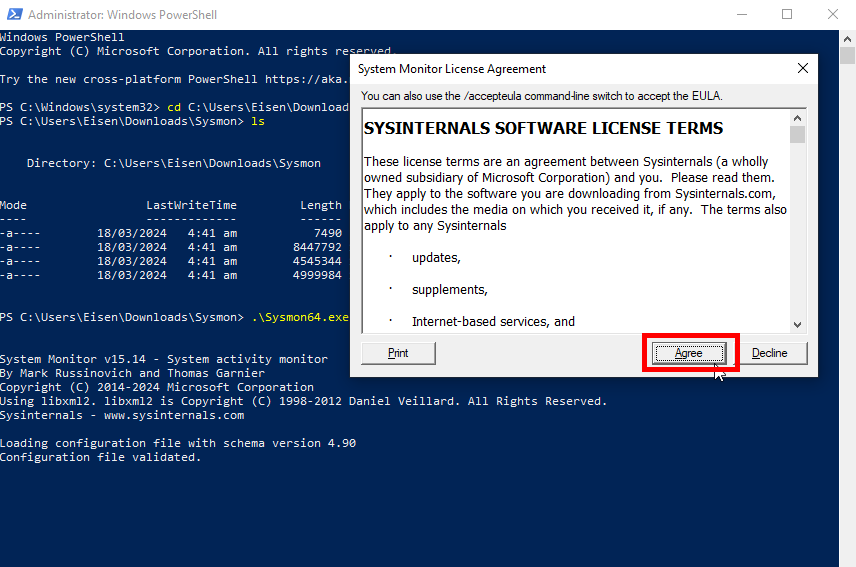 Administrator: Windows PowerShell
Windows PowerShell
Copyright (C) Microsoft Corporation. All rights reserved.
Try the new cross-platform PowerShell https://aka.
PS C:\Windows\system32> cd C:\Users\Eisen\Downloads
PS C:\Users\Eisen\Downloads\Sysmon> ls
Directory: C:\Users\Eisen\Downloads\Sysmon
Mode LastWriteTime Length
---- ------------- ------
-a---- 18/03/2024 4:41 am 7490
-a---- 18/03/2024 4:41 am 8447792
-a---- 18/03/2024 4:41 am 4545344
-a---- 18/03/2024 4:41 am 4999984
PS C:\Users\Eisen\Downloads\Sysmon> .\Sysmon64.exe
System Monitor v15.14 - System activity monitor
By Mark Russinovich and Thomas Garnier
Copyright (C) 2014-2024 Microsoft Corporation
Using libxml2. libxml2 is Copyright (C) 1998-2012 Daniel Veillard. All Rights Reserved.
Sysinternals - www.sysinternals.com
Loading configuration file with schema version 4.90
Configuration file validated.
System Monitor License Agreement
You can also use the /accepteula command-line switch to accept the EULA.
SYSINTERNALS SOFTWARE LICENSE TERMS
These license terms are an agreement between Sysinternals (a wholly
owned subsidiary of Microsoft Corporation) and you. Please read them.
They apply to the software you are downloading from Sysinternals.com,
which includes the media on which you received it, if any. The terms also
apply to any Sysinternals
· updates,
· supplements,
· Internet-based services, and
Print
Agree
Decline